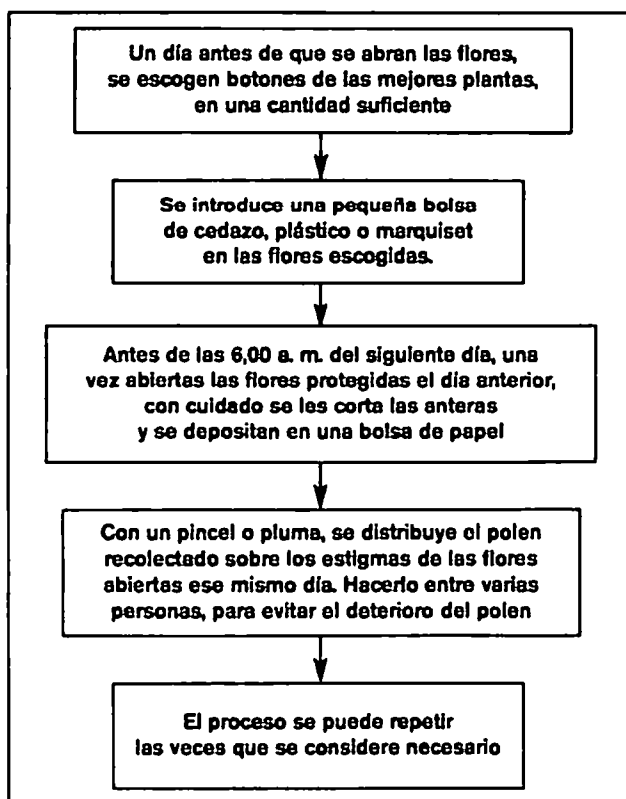 Un día antes de que se abran las flores,
se escogen botones de las mejores plantas,
en una cantidad suficiente
Se introduce una pequeña bolsa
de cedazo, plástico o marquiset
en las flores escogidas.
Antes de las 6,00 a. m. del siguiente día, una
vez abiertas las flores protegidas el día anterior,
con cuidado se les corta las anteras
y se depositan en una bolsa de papel
Con un pincel o pluma, se distribuye el polen
recolectado sobre los estigmas de las flores
abiertas ese mismo día. Hacerlo entre varias
personas, para evitar el deterioro del polen
El proceso se puede repetir
las veces que se considere necesario